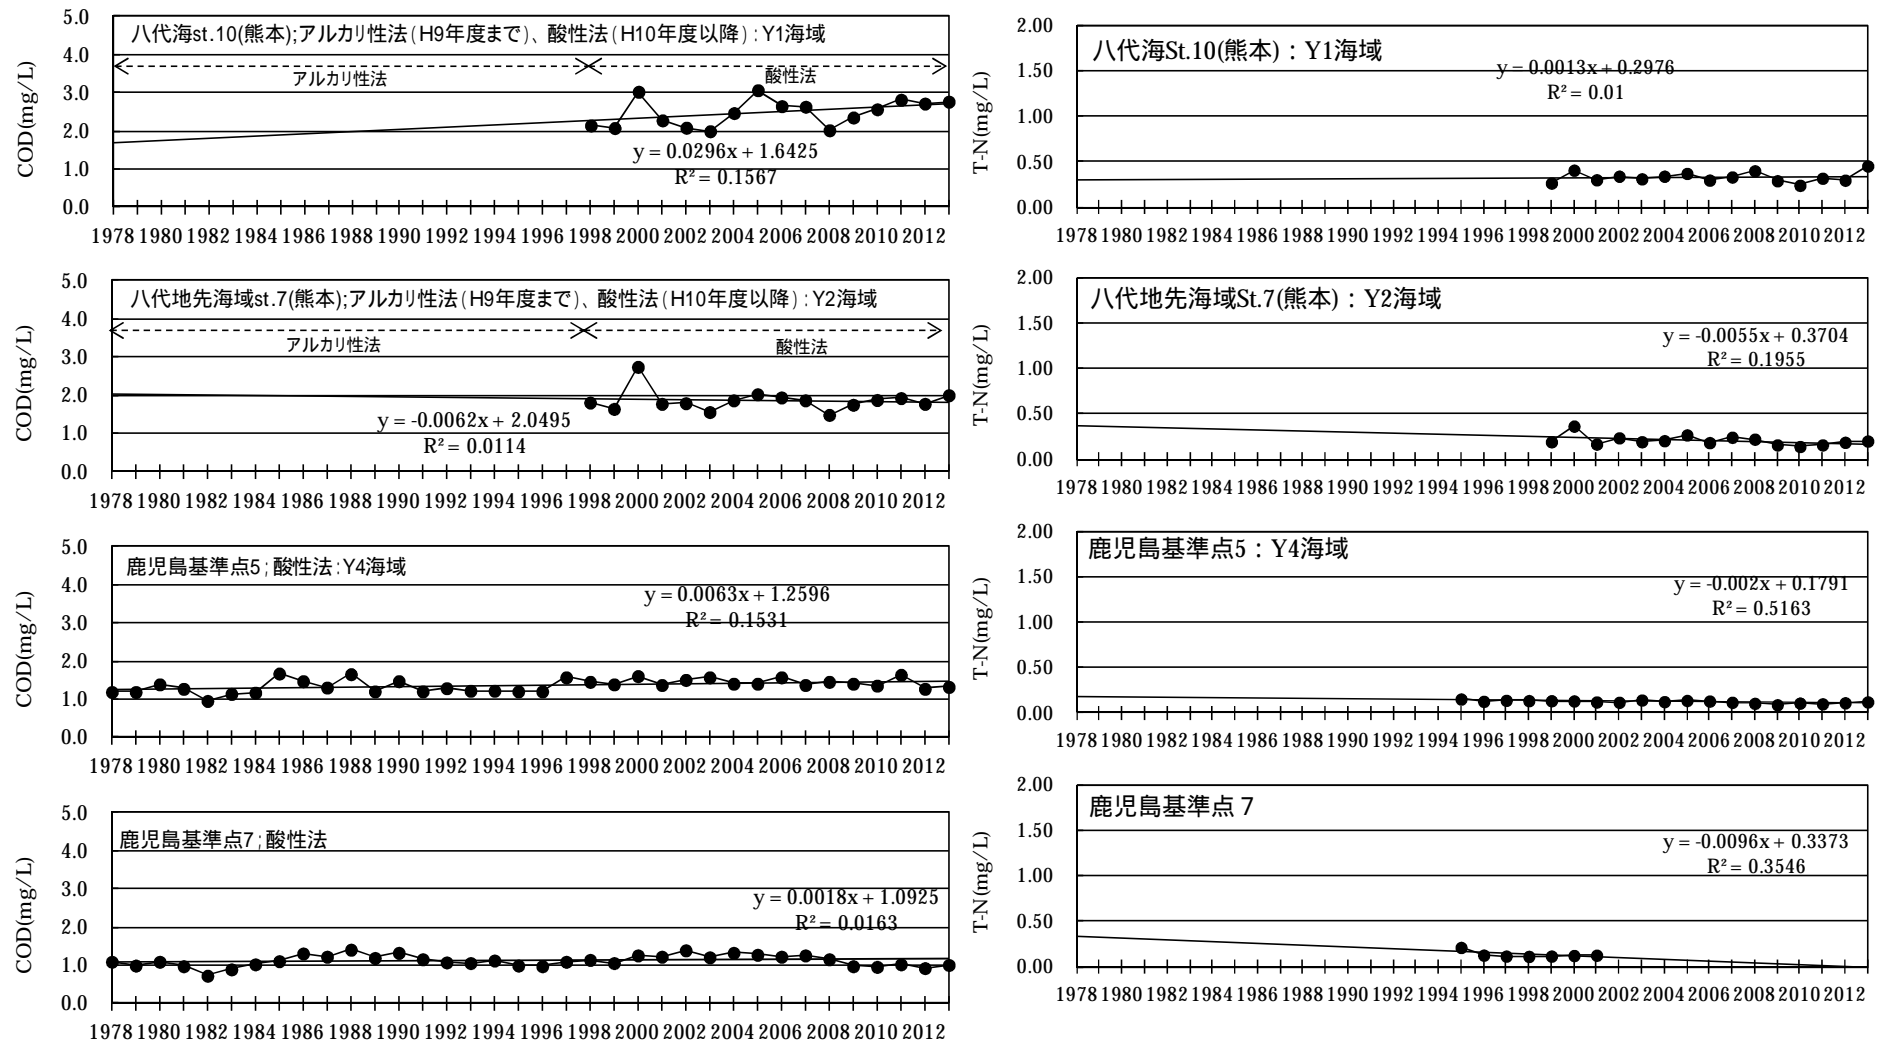 5.0
4.0
3.0
2.0
1.0
0.0
COD(mg/L)
八代海st.10(熊本);アルカリ性法(H9年度まで)、酸性法(H10年度以降):Y1海域
アルカリ性法
酸性法
y = 0.0296x + 1.6425
R² = 0.1567
1978 1980 1982 1984 1986 1988 1990 1992 1994 1996 1998 2000 2002 2004 2006 2008 2010 2012
2.00
1.50
1.00
0.50
0.00
T-N(mg/L)
八代海St.10(熊本):Y1海域
y = 0.0013x + 0.2976
R² = 0.01
1978 1980 1982 1984 1986 1988 1990 1992 1994 1996 1998 2000 2002 2004 2006 2008 2010 2012
5.0
4.0
3.0
2.0
1.0
0.0
COD(mg/L)
八代地先海域st.7(熊本);アルカリ性法(H9年度まで)、酸性法(H10年度以降):Y2海域
アルカリ性法
酸性法
y = -0.0062x + 2.0495
R² = 0.0114
1978 1980 1982 1984 1986 1988 1990 1992 1994 1996 1998 2000 2002 2004 2006 2008 2010 2012
2.00
1.50
1.00
0.50
0.00
T-N(mg/L)
八代地先海域St.7(熊本):Y2海域
y = -0.0055x + 0.3704
R² = 0.1955
1978 1980 1982 1984 1986 1988 1990 1992 1994 1996 1998 2000 2002 2004 2006 2008 2010 2012
5.0
4.0
3.0
2.0
1.0
0.0
COD(mg/L)
鹿児島基準点5;酸性法:Y4海域
y = 0.0063x + 1.2596
R² = 0.1531
1978 1980 1982 1984 1986 1988 1990 1992 1994 1996 1998 2000 2002 2004 2006 2008 2010 2012
2.00
1.50
1.00
0.50
0.00
T-N(mg/L)
鹿児島基準点5:Y4海域
y = -0.002x + 0.1791
R² = 0.5163
1978 1980 1982 1984 1986 1988 1990 1992 1994 1996 1998 2000 2002 2004 2006 2008 2010 2012
5.0
4.0
3.0
2.0
1.0
0.0
COD(mg/L)
鹿児島基準点7;酸性法
y = 0.0018x + 1.0925
R² = 0.0163
1978 1980 1982 1984 1986 1988 1990 1992 1994 1996 1998 2000 2002 2004 2006 2008 2010 2012
2.00
1.50
1.00
0.50
0.00
T-N(mg/L)
鹿児島基準点7
y = -0.0096x + 0.3373
R² = 0.3546
1978 1980 1982 1984 1986 1988 1990 1992 1994 1996 1998 2000 2002 2004 2006 2008 2010 2012